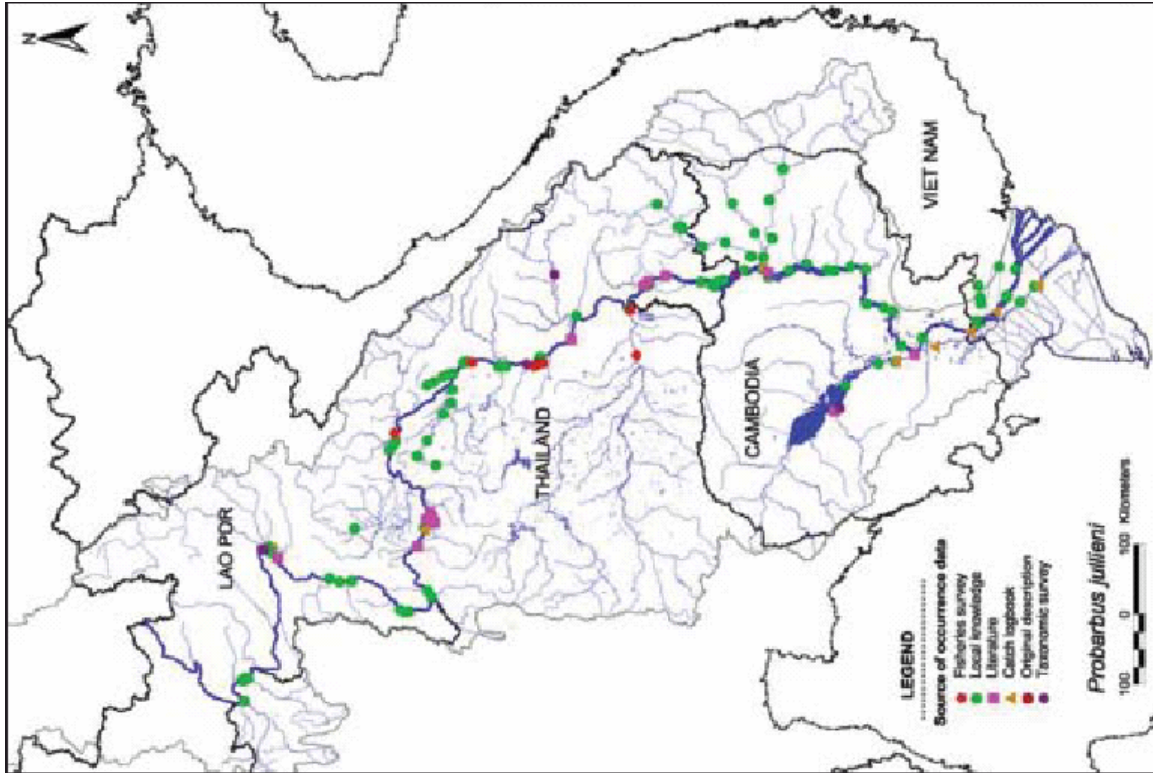 N
LAO PDR
THAILAND
CAMBODIA
VIET NAM
LEGEND
Source of occurrence data
Fisheries survey
Local knowledge
Literature
Catch logbook
Original description
Taxonomic survey
Probarbus jullieni
100 0 100 Kilometers